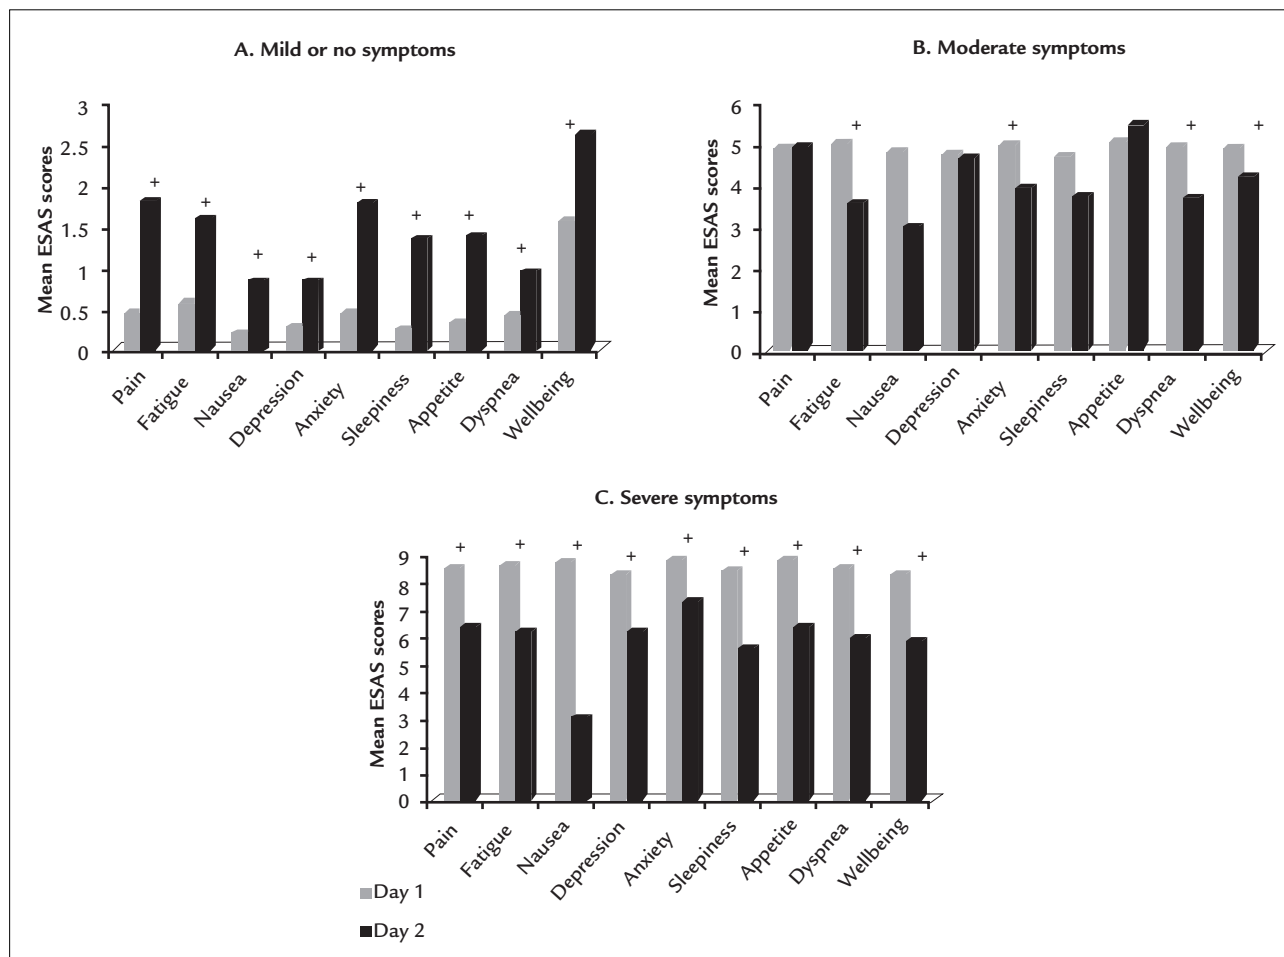 A. Mild or no symptoms
Mean ESAS scores
3
2.5
2
1.5
1
0.5
0
+ + + + + + + + +
Pain
Fatigue
Nausea
Depression
Anxiety
Sleepiness
Appetite
Dyspnea
Wellbeing
B. Moderate symptoms
Mean ESAS scores
6
5
4
3
2
1
0
+ + + +
Pain
Fatigue
Nausea
Depression
Anxiety
Sleepiness
Appetite
Dyspnea
Wellbeing
C. Severe symptoms
Mean ESAS scores
9
8
7
6
5
4
3
2
1
0
+ + + + + + + + +
Pain
Fatigue
Nausea
Depression
Anxiety
Sleepiness
Appetite
Dyspnea
Wellbeing
Day 1
Day 2